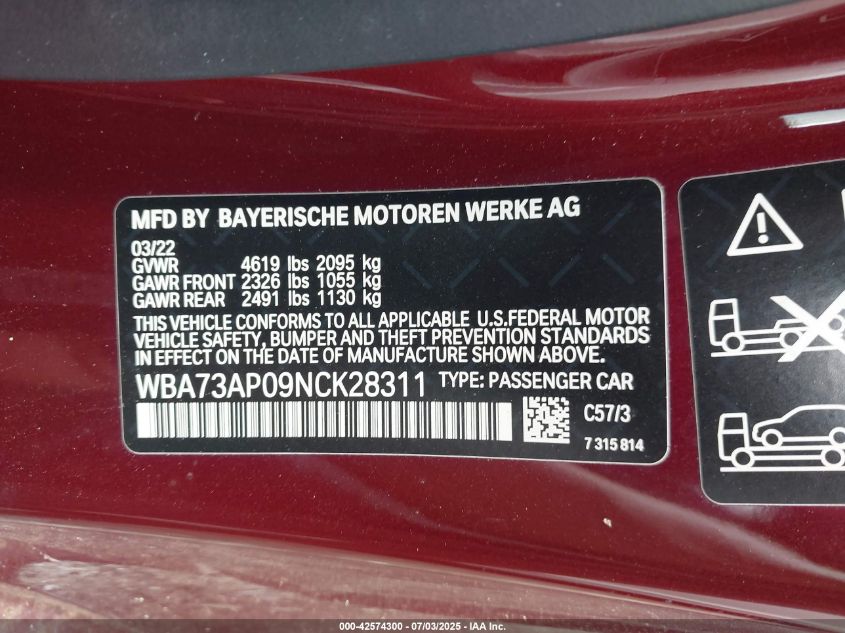 MFD BY BAYERISCHE MOTOREN WERKE AG
03/22
GVWR 4619 lbs 2095 kg
GAWR FRONT 2326 lbs 1055 kg
GAWR REAR 2491 lbs 1130 kg
THIS VEHICLE CONFORMS TO ALL APPLICABLE U.S.FEDERAL MOTOR
VEHICLE SAFETY, BUMPER AND THEFT PREVENTION STANDARDS
IN EFFECT ON THE DATE OF MANUFACTURE SHOWN ABOVE.
WBA73AP09NCK28311 TYPE: PASSENGER CAR
C57/3
7 315 814
000-42574300 - 07/03/2025 - IAA Inc.